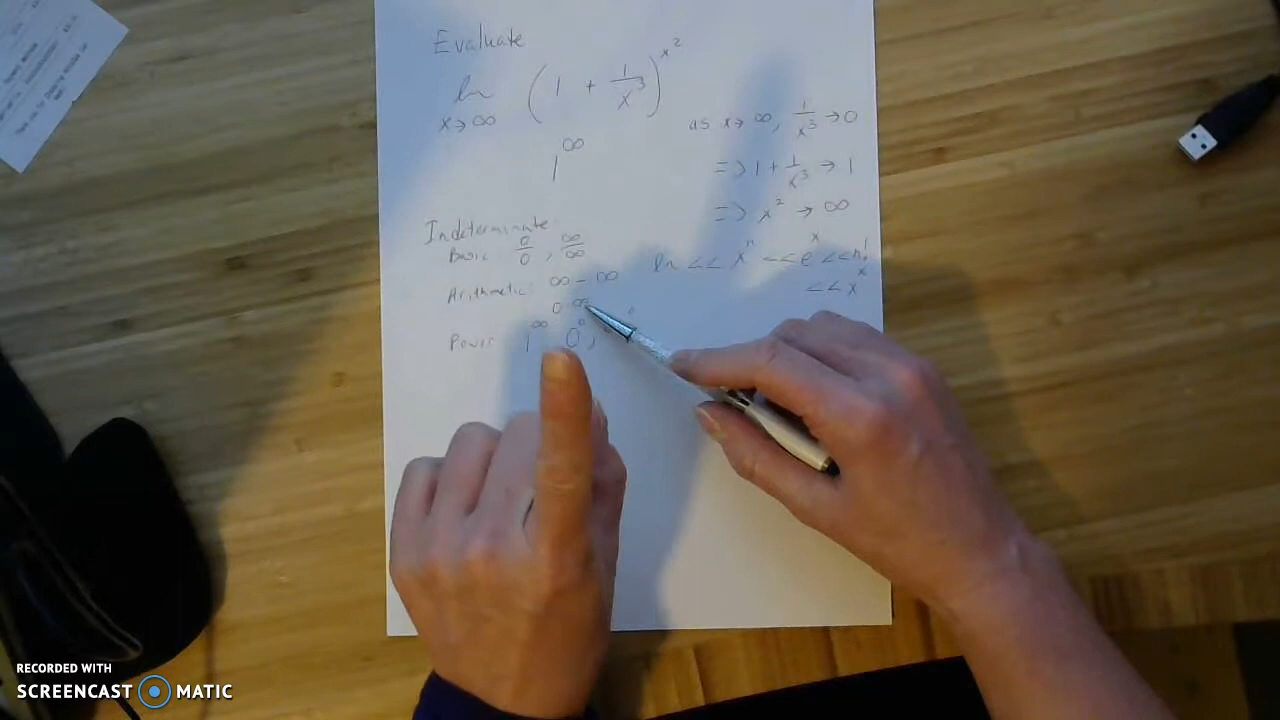 Evaluate
lim (1 + 1/x³)^x²
x→∞
1^∞
as x→∞, 1/x³ →0
=> 1 + 1/x³ → 1
=> x² → ∞
Indeterminate:
Basic: 0/0, ∞/∞
ln << xⁿ << eˣ << n!
<< xˣ
Arithmetic: ∞ - ∞
0·∞
Power: 1^∞, 0⁰,
RECORDED WITH
SCREENCAST MATIC